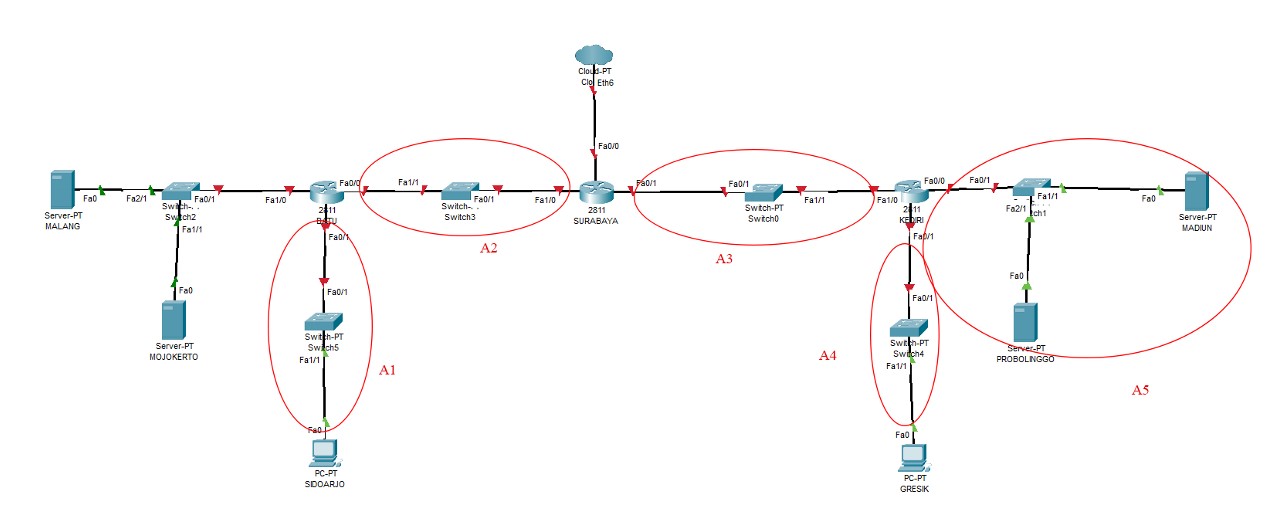 Cloud-PT
Clo
Eth6
Fa0/0
Server-PT
MALANG
Fa0
Fa2/1
Switch-
Switch2
Fa0/1
Fa1/1
Fa1/0
Fa0/0
2811
BATU
Fa0/1
Fa1/1
Switch-
Switch3
Fa0/1
Fa1/0
2811
SURABAYA
Fa0/1
Fa0/1
Switch-PT
Switch0
Fa1/1
Fa1/0
Fa0/0
2811
KEDIRI
Fa0/1
Fa0/1
Fa1/1
Fa2/1
tch1
Fa0
Server-PT
MADIUN
A2
A3
Fa0
Server-PT
MOJOKERTO
Fa0/1
Switch-PT
Switch5
Fa1/1
A1
Fa0
PC-PT
SIDOARJO
Fa0/1
Switch-PT
Switch4
Fa1/1
A4
Fa0
PC-PT
GRESIK
Fa0
Server-PT
PROBOLINGGO
A5